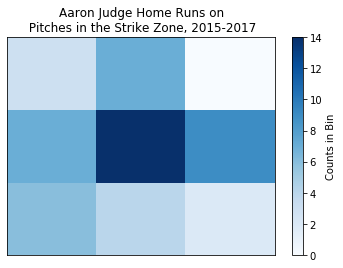 Aaron Judge Home Runs on
Pitches in the Strike Zone, 2015-2017
14
12
10
8
6
4
2
0
Counts in Bin